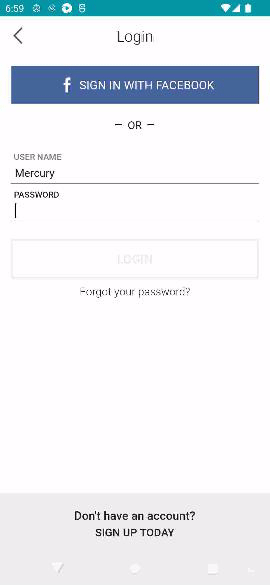 6:59
Login
f SIGN IN WITH FACEBOOK
— OR —
USER NAME
Mercury
PASSWORD
LOGIN
Forgot your password?
Don't have an account?
SIGN UP TODAY